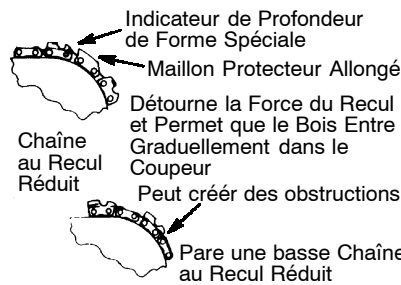 Indicateur de Profondeur
de Forme Spéciale
Maillon Protecteur Allongé
Détourne la Force du Recul
et Permet que le Bois Entre
Graduellement dans le
Coupeur
Chaîne
au Recul
Réduit
Peut créér des obstructions
Pare une basse Chaîne
au Recul Réduit